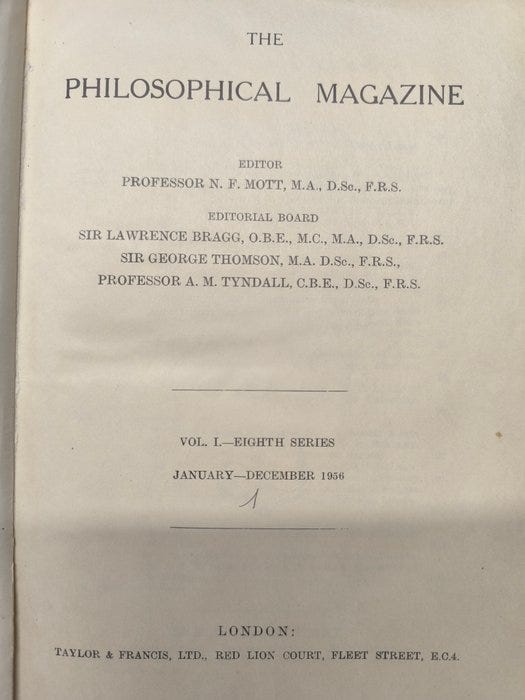 THE
PHILOSOPHICAL MAGAZINE
EDITOR
PROFESSOR N. F. MOTT, M.A., D.Sc., F.R.S.
EDITORIAL BOARD
SIR LAWRENCE BRAGG, O.B.E., M.C., M.A., D.Sc., F.R.S.
SIR GEORGE THOMSON, M.A. D.Sc., F.R.S.,
PROFESSOR A. M. TYNDALL, C.B.E., D.Sc., F.R.S.
VOL. I.—EIGHTH SERIES
JANUARY—DECEMBER 1956
1
LONDON:
TAYLOR & FRANCIS, LTD., RED LION COURT, FLEET STREET, E.C.4.